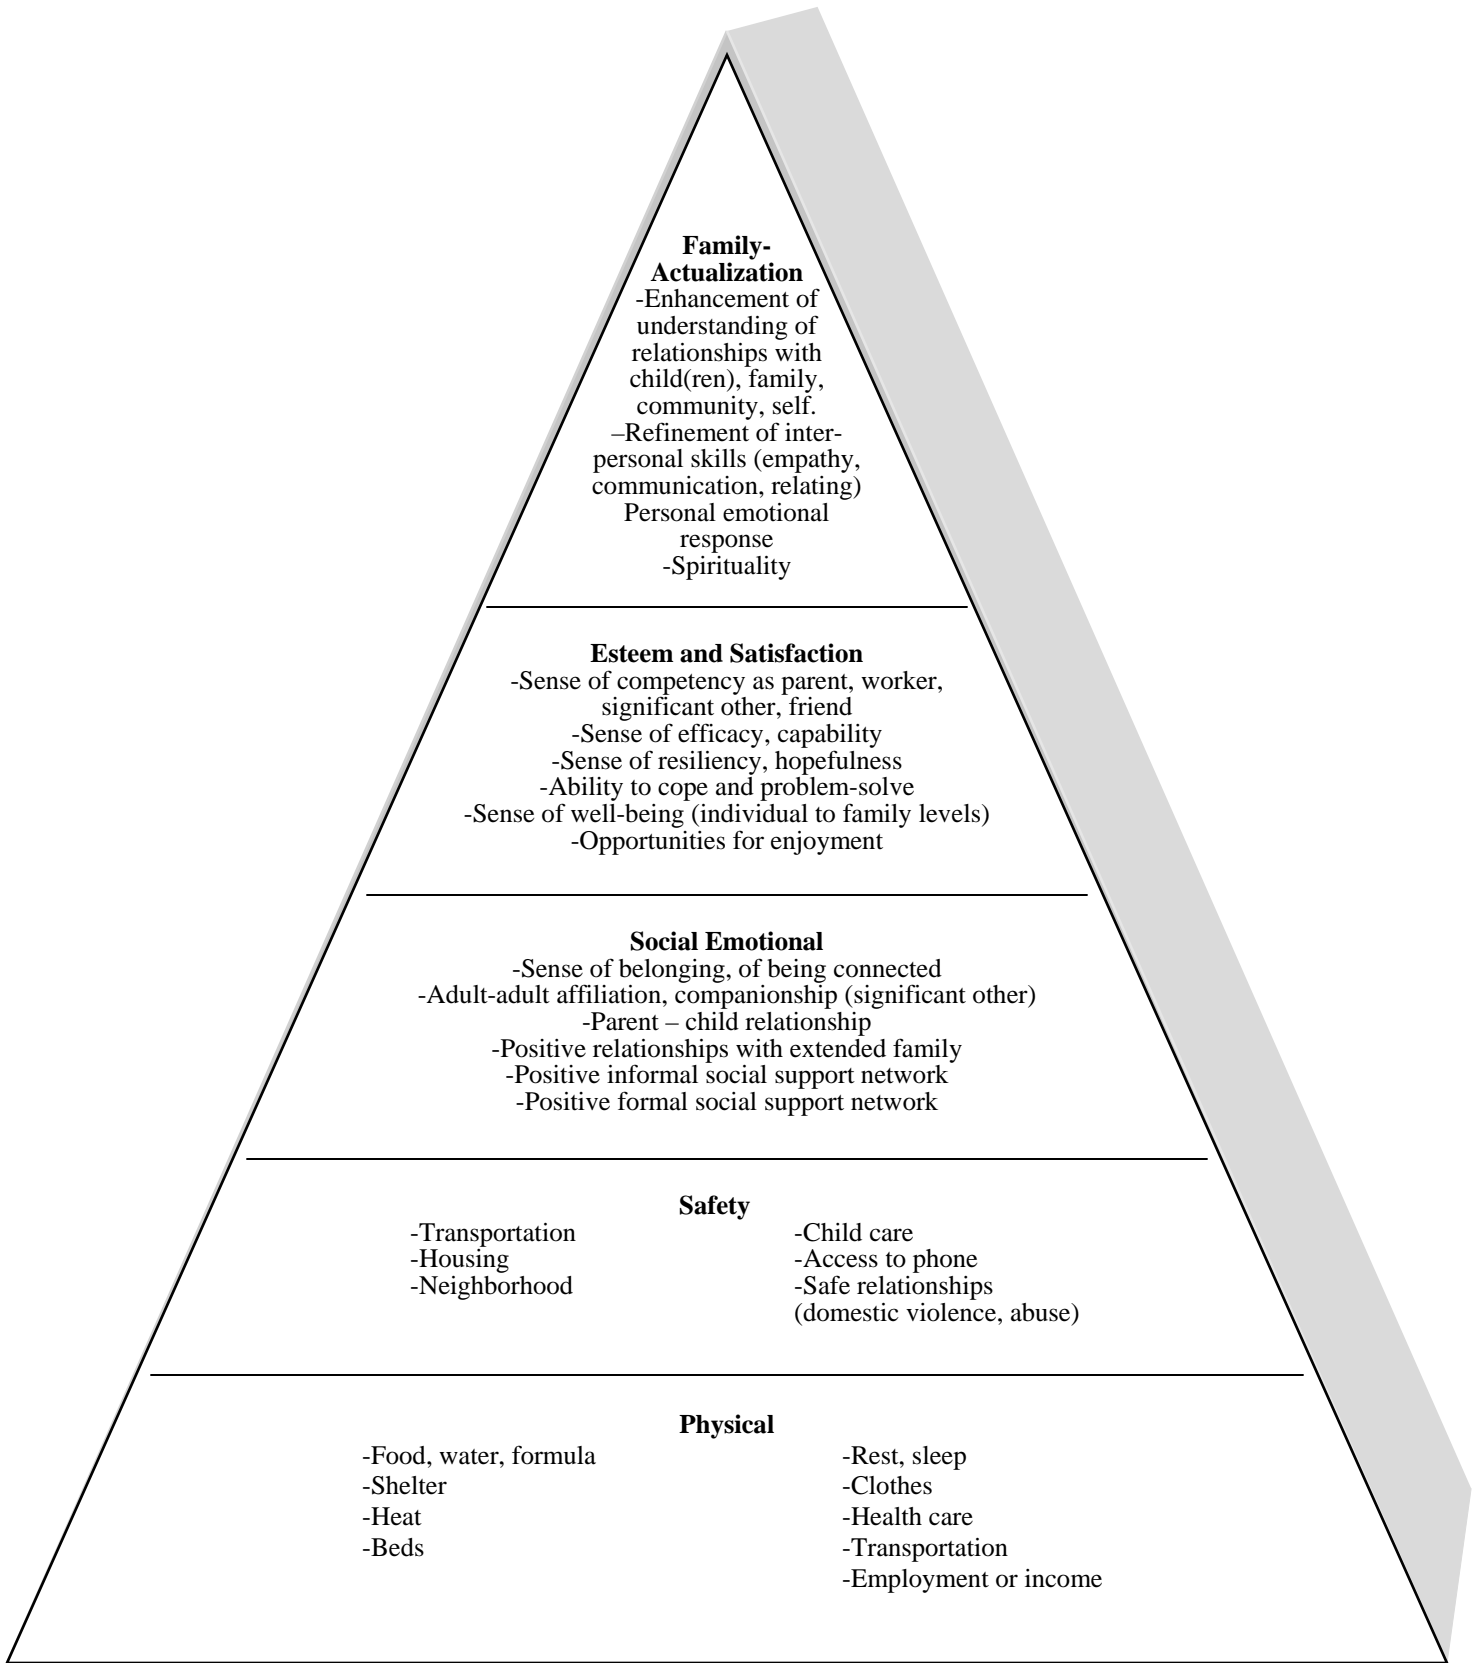 Family-
Actualization
-Enhancement of
understanding of
relationships with
child(ren), family,
community, self.
–Refinement of inter-
personal skills (empathy,
communication, relating)
Personal emotional
response
-Spirituality
Esteem and Satisfaction
-Sense of competency as parent, worker,
significant other, friend
-Sense of efficacy, capability
-Sense of resiliency, hopefulness
-Ability to cope and problem-solve
-Sense of well-being (individual to family levels)
-Opportunities for enjoyment
Social Emotional
-Sense of belonging, of being connected
-Adult-adult affiliation, companionship (significant other)
-Parent – child relationship
-Positive relationships with extended family
-Positive informal social support network
-Positive formal social support network
Safety
-Transportation
-Housing
-Neighborhood
-Child care
-Access to phone
-Safe relationships
(domestic violence, abuse)
Physical
-Food, water, formula
-Shelter
-Heat
-Beds
-Rest, sleep
-Clothes
-Health care
-Transportation
-Employment or income